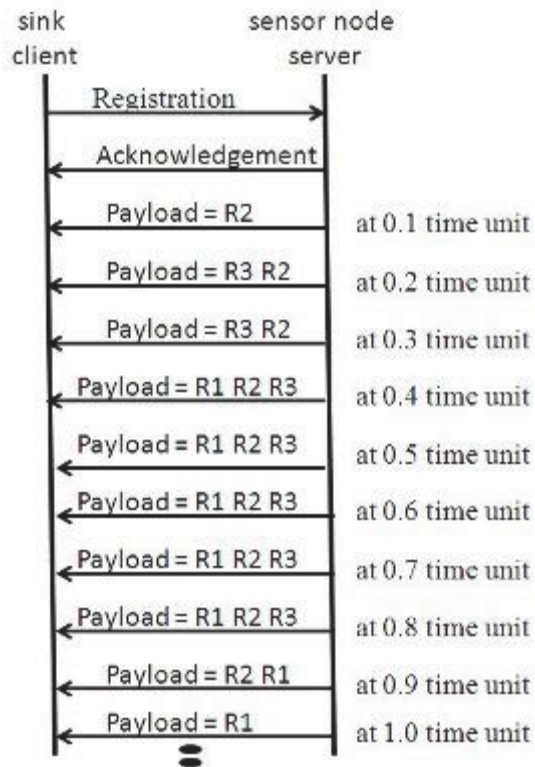 sink client
sensor node server
Registration
Acknowledgement
Payload = R2
at 0.1 time unit
Payload = R3 R2
at 0.2 time unit
Payload = R3 R2
at 0.3 time unit
Payload = R1 R2 R3
at 0.4 time unit
Payload = R1 R2 R3
at 0.5 time unit
Payload = R1 R2 R3
at 0.6 time unit
Payload = R1 R2 R3
at 0.7 time unit
Payload = R1 R2 R3
at 0.8 time unit
Payload = R2 R1
at 0.9 time unit
Payload = R1
at 1.0 time unit